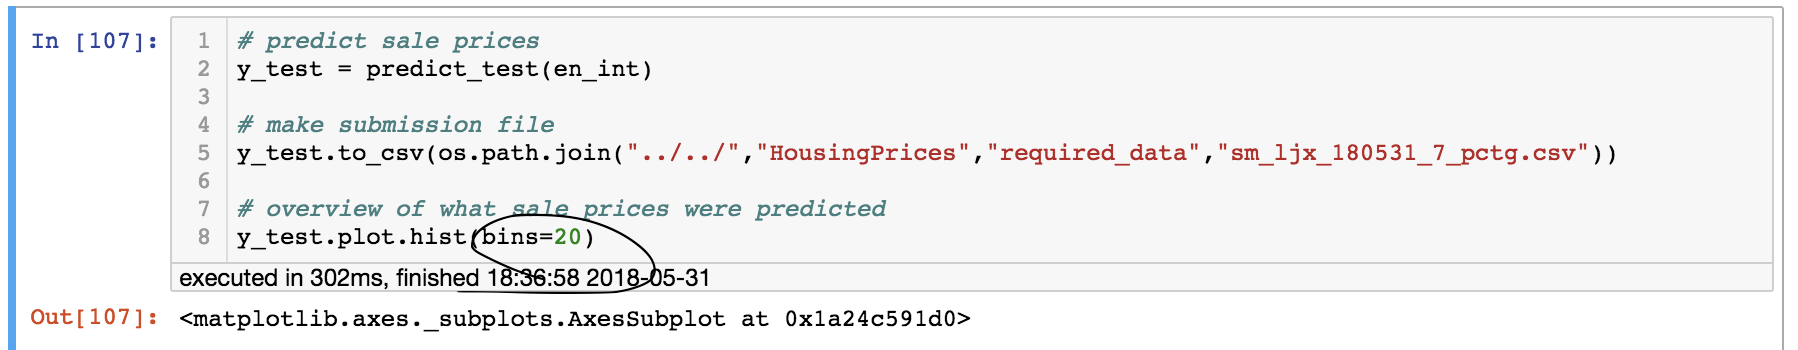 In [107]:
1 # predict sale prices
2 y_test = predict_test(en_int)
3
4 # make submission file
5 y_test.to_csv(os.path.join("../../","HousingPrices","required_data","sm_ljx_180531_7_pctg.csv"))
6
7 # overview of what sale prices were predicted
8 y_test.plot.hist(bins=20)
executed in 302ms, finished 18:36:58 2018-05-31
Out[107]: <matplotlib.axes._subplots.AxesSubplot at 0x1a24c591d0>